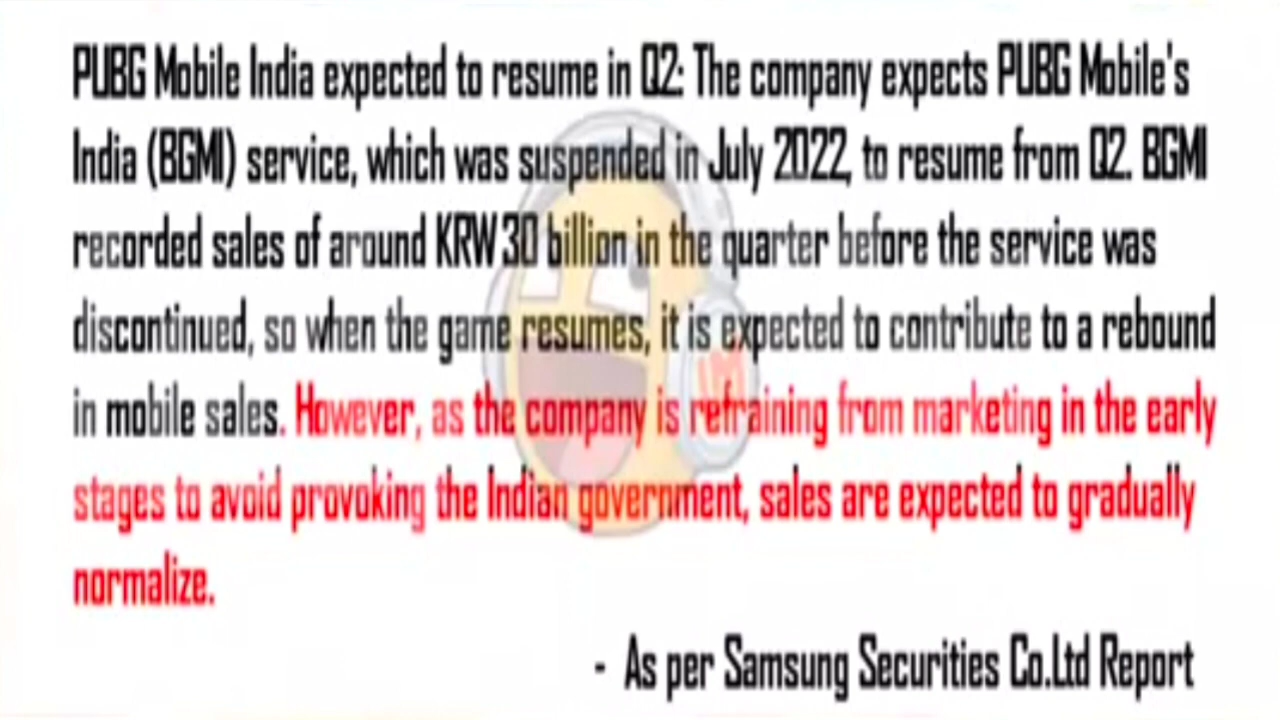 PUBG Mobile India expected to resume in Q2: The company expects PUBG Mobile's
India (BGMI) service, which was suspended in July 2022, to resume from Q2. BGMI
recorded sales of around KRW 30 billion in the quarter before the service was
discontinued, so when the game resumes, it is expected to contribute to a rebound
in mobile sales. However, as the company is refraining from marketing in the early
stages to avoid provoking the Indian government, sales are expected to gradually
normalize.
- As per Samsung Securities Co.Ltd Report